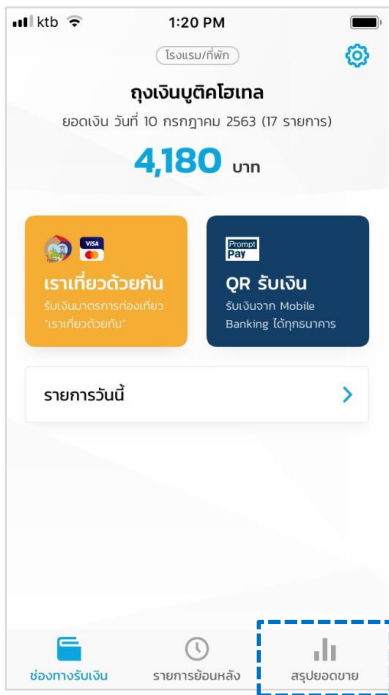 ktb 1:20 PM
โรงแรม/ที่พัก
ถุงเงินบูติคโฮเทล
ยอดเงิน วันที่ 10 กรกฎาคม 2563 (17 รายการ)
4,180 บาท
VISA
เราเที่ยวด้วยกัน
รับเงินมาตรการท่องเที่ยว
"เราเที่ยวด้วยกัน"
Prompt
Pay
QR รับเงิน
รับเงินจาก Mobile
Banking ได้ทุกธนาคาร
รายการวันนี้
ช่องทางรับเงิน รายการย้อนหลัง สรุปยอดขาย